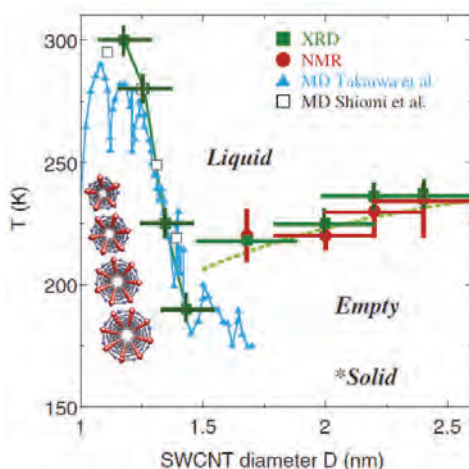 XRD
NMR
MD Takaiwa et al.
MD Shiomi et al.
Liquid
Empty
*Solid
T (K)
300
250
200
150
1
1.5
2
2.5
SWCNT diameter D (nm)